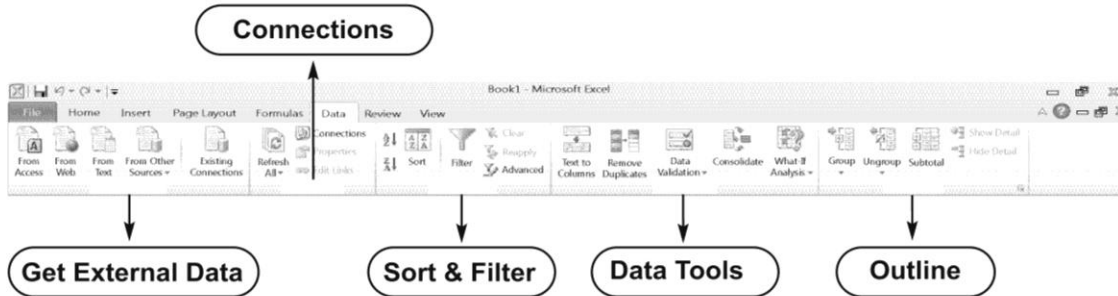 Connections
Book1 - Microsoft Excel
File Home Insert Page Layout Formulas Data Review View
From Access
From Web
From Text
From Other Sources
Existing Connections
Refresh All
Connections
Properties
Edit Links
Sort
Filter
Clear
Reapply
Advanced
Text to Columns
Remove Duplicates
Data Validation
Consolidate
What-If Analysis
Group
Ungroup
Subtotal
Show Detail
Hide Detail
Get External Data
Sort & Filter
Data Tools
Outline